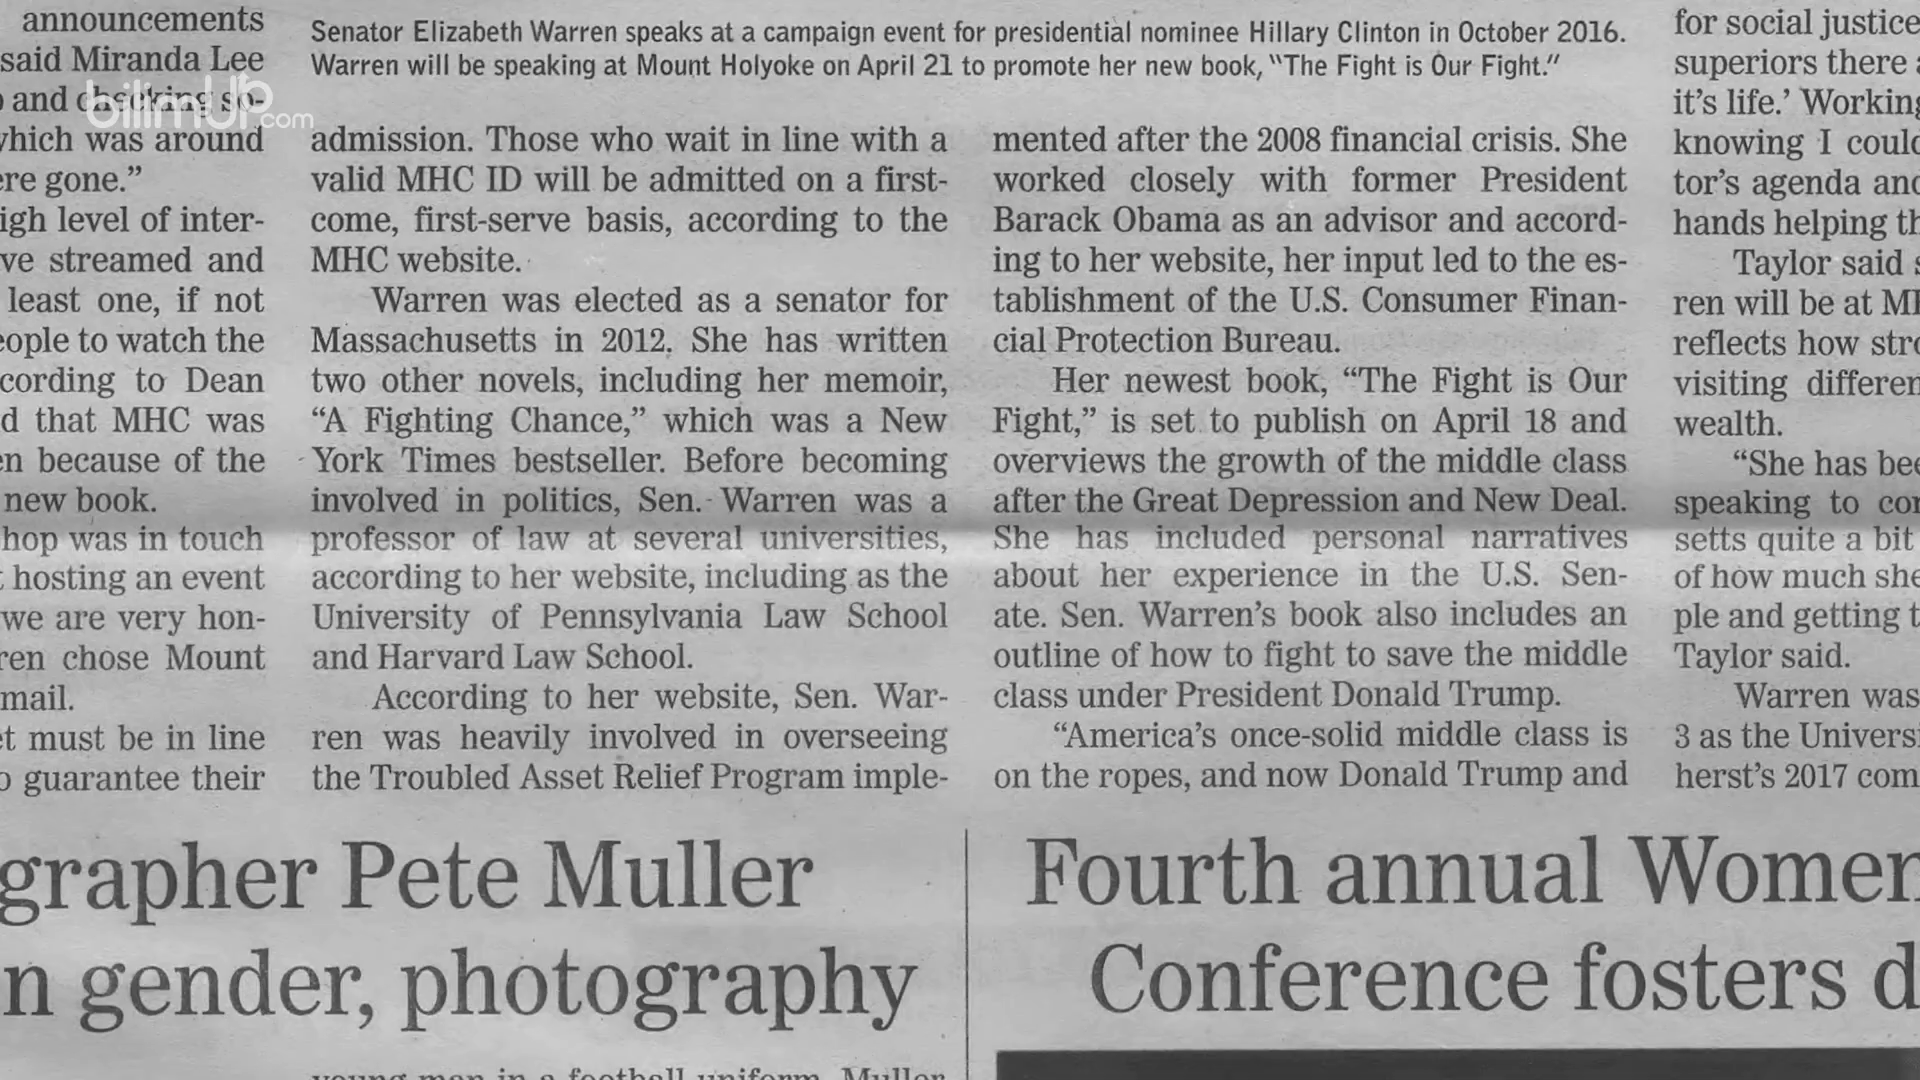 announcements
said Miranda Lee
and checking so-
which was around
ere gone.”
igh level of inter-
ve streamed and
least one, if not
eople to watch the
cording to Dean
d that MHC was
en because of the
new book.
hop was in touch
t hosting an event
we are very hon-
ren chose Mount
mail.
et must be in line
o guarantee their
bilimUp.com
Senator Elizabeth Warren speaks at a campaign event for presidential nominee Hillary Clinton in October 2016.
Warren will be speaking at Mount Holyoke on April 21 to promote her new book, “The Fight is Our Fight.”
admission. Those who wait in line with a
valid MHC ID will be admitted on a first-
come, first-serve basis, according to the
MHC website.
Warren was elected as a senator for
Massachusetts in 2012. She has written
two other novels, including her memoir,
“A Fighting Chance,” which was a New
York Times bestseller. Before becoming
involved in politics, Sen. Warren was a
professor of law at several universities,
according to her website, including as the
University of Pennsylvania Law School
and Harvard Law School.
According to her website, Sen. War-
ren was heavily involved in overseeing
the Troubled Asset Relief Program imple-
mented after the 2008 financial crisis. She
worked closely with former President
Barack Obama as an advisor and accord-
ing to her website, her input led to the es-
tablishment of the U.S. Consumer Finan-
cial Protection Bureau.
Her newest book, “The Fight is Our
Fight,” is set to publish on April 18 and
overviews the growth of the middle class
after the Great Depression and New Deal.
She has included personal narratives
about her experience in the U.S. Sen-
ate. Sen. Warren’s book also includes an
outline of how to fight to save the middle
class under President Donald Trump.
“America’s once-solid middle class is
on the ropes, and now Donald Trump and
for social justice
superiors there a
it’s life.’ Working
knowing I could
tor’s agenda and
hands helping th
Taylor said s
ren will be at MH
reflects how stro
visiting differen
wealth.
“She has bee
speaking to con
setts quite a bit
of how much she
ple and getting t
Taylor said.
Warren was
3 as the Universi
herst’s 2017 com
grapher Pete Muller
n gender, photography
young man in a football uniform. Muller
Fourth annual Women
Conference fosters d